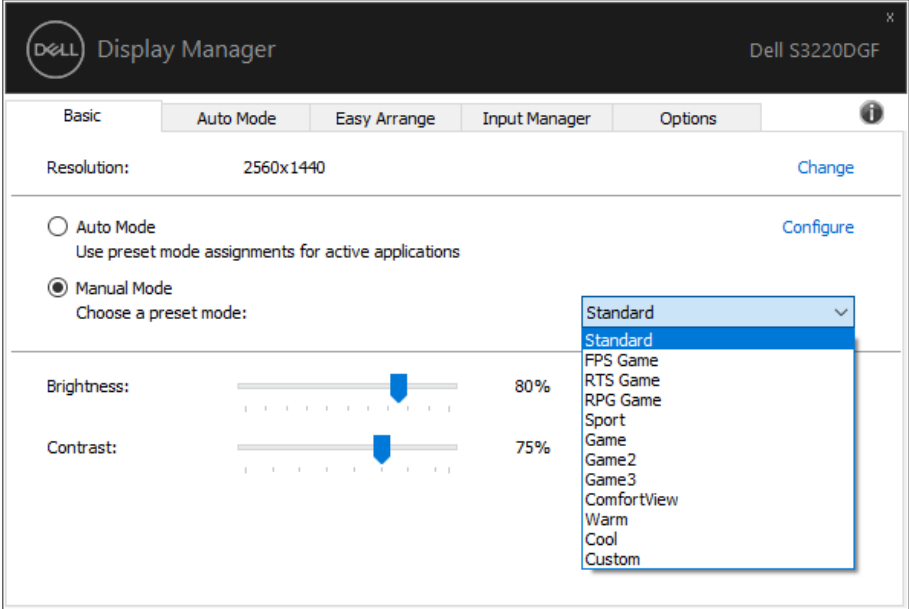 x
DELL Display Manager Dell S3220DGF
Basic Auto Mode Easy Arrange Input Manager Options i
Resolution: 2560x1440 Change
Auto Mode Configure
Use preset mode assignments for active applications
Manual Mode
Choose a preset mode: Standard
Standard
FPS Game
RTS Game
RPG Game
Sport
Game
Game2
Game3
ComfortView
Warm
Cool
Custom
Brightness: 80%
Contrast: 75%